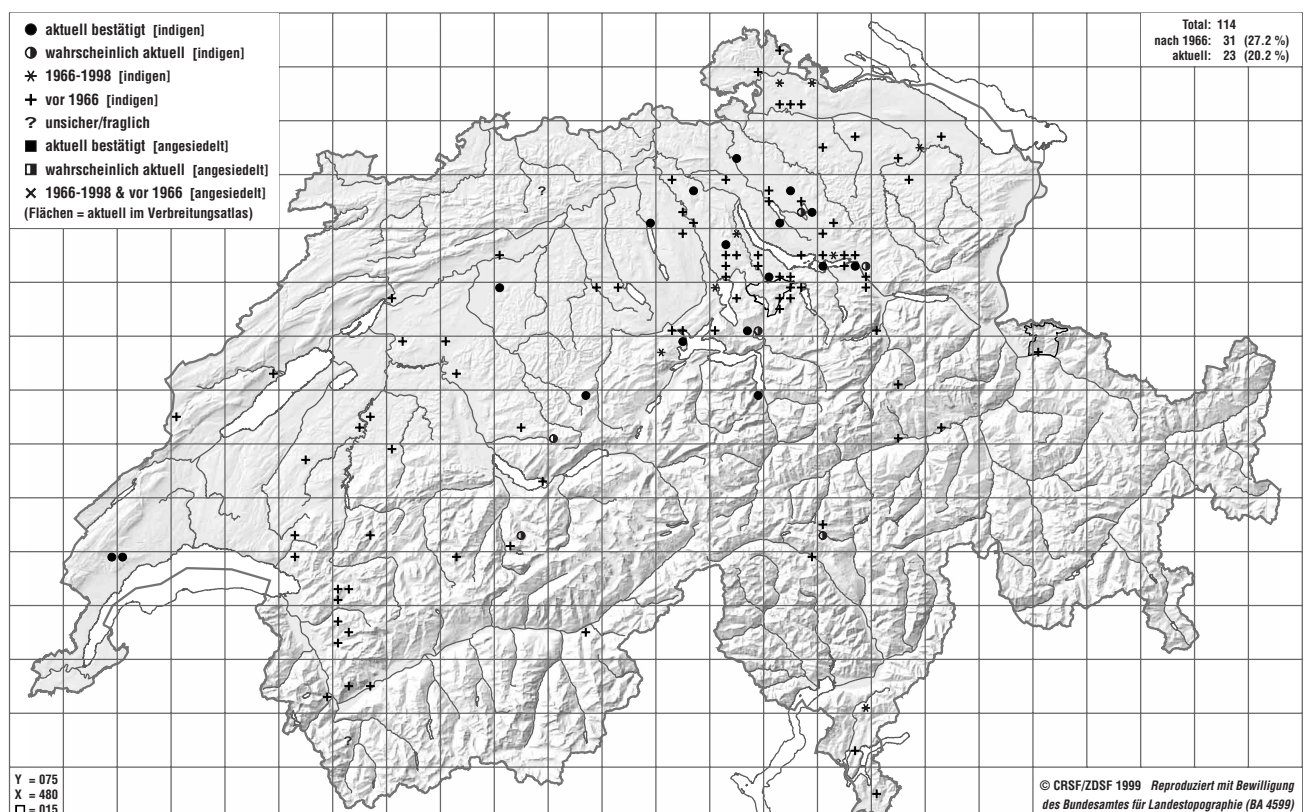 ● aktuell bestätigt [indigen]
◑ wahrscheinlich aktuell [indigen]
✳ 1966-1998 [indigen]
+ vor 1966 [indigen]
? unsicher/fraglich
■ aktuell bestätigt [angesiedelt]
◨ wahrscheinlich aktuell [angesiedelt]
× 1966-1998 & vor 1966 [angesiedelt]
(Flächen = aktuell im Verbreitungsatlas)
Total: 114
nach 1966: 31 (27.2 %)
aktuell: 23 (20.2 %)
?
?
Y = 075
X = 480
□ = 015
© CRSF/ZDSF 1999 Reproduziert mit Bewilligung
des Bundesamtes für Landestopographie (BA 4599)